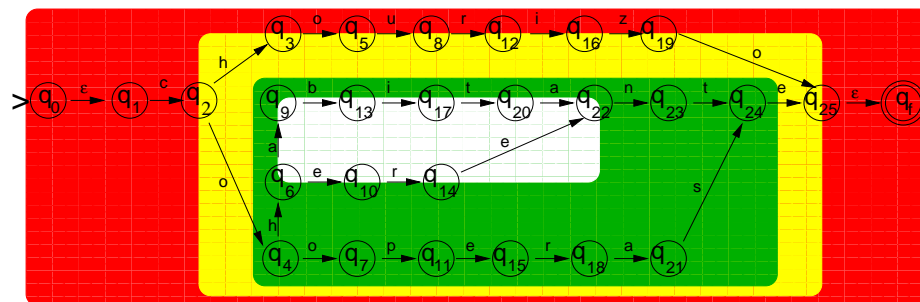 q3 o q5 u q8 r q12 i q16 z q19
h o
> q0 ε q1 c q2 q9 b q13 i q17 t q20 a q22 n q23 t q24 e q25 ε qf
a e
o q6 e q10 r q14 s
h
q4 o q7 p q11 e q15 r q18 a q21